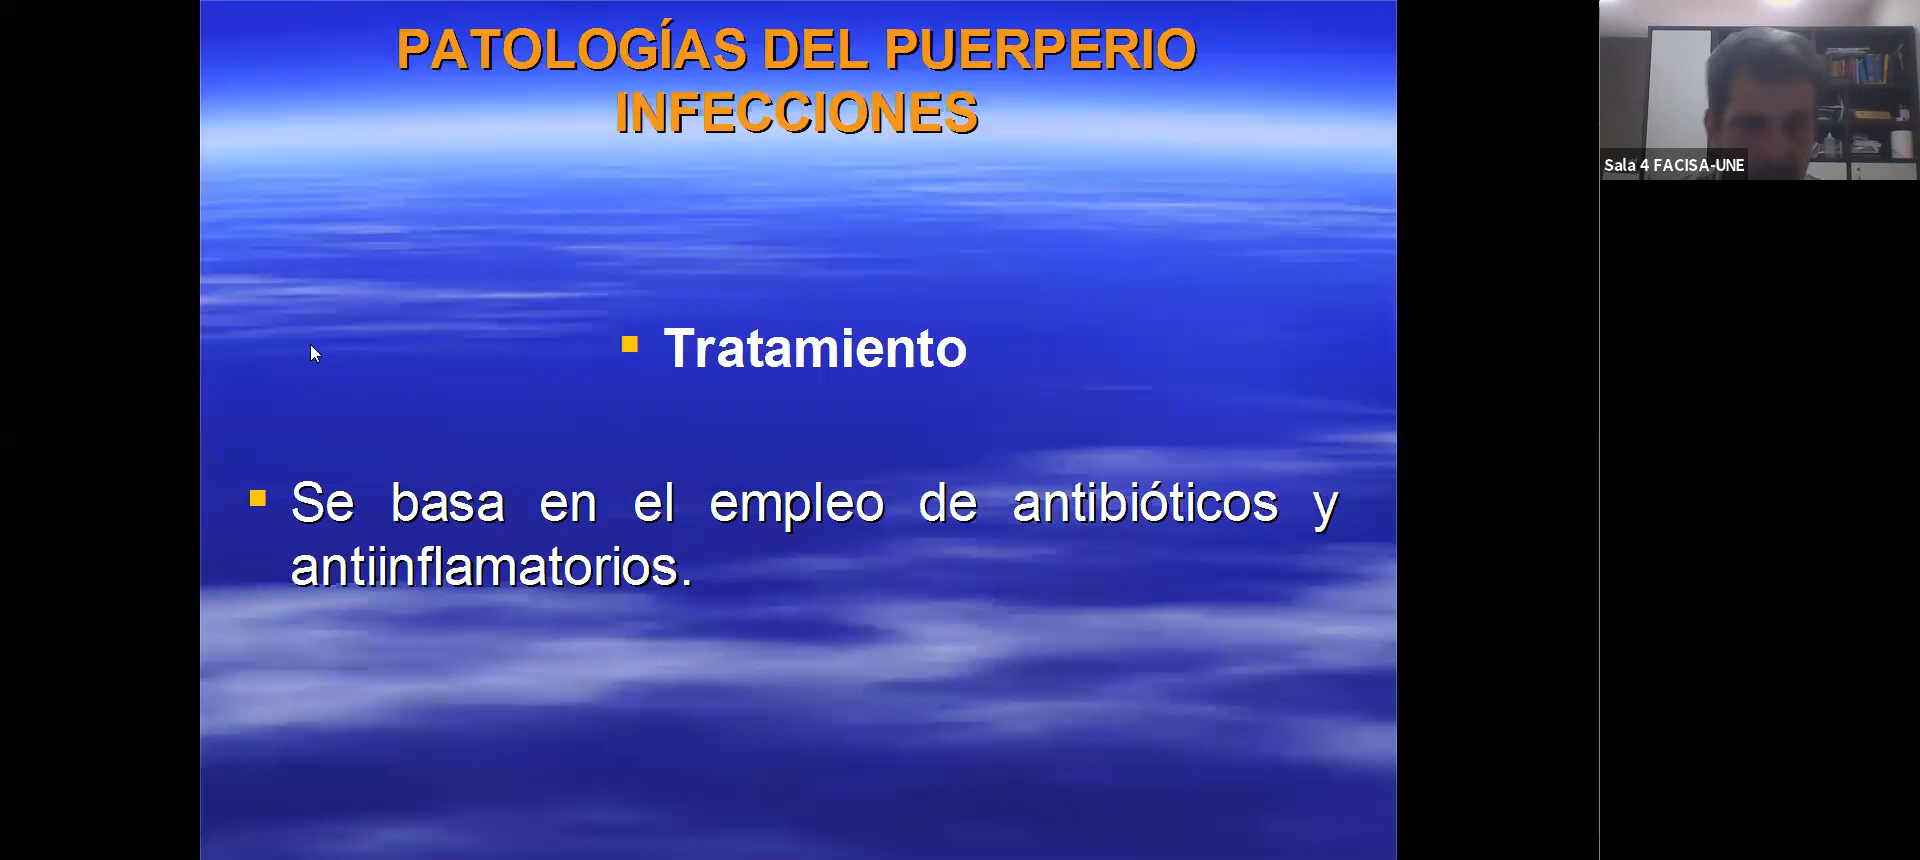 PATOLOGÍAS DEL PUERPERIO
INFECCIONES
Tratamiento
Se basa en el empleo de antibióticos y
antiinflamatorios.
Sala 4 FACISA-UNE